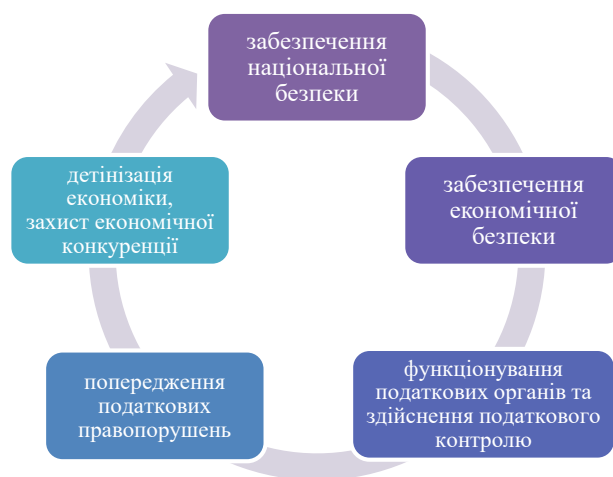 забезпечення
національної
безпеки
забезпечення
економічної
безпеки
функціонування
податкових органів та
здійснення податкового
контролю
попередження
податкових
правопорушень
детінізація
економіки,
захист економічної
конкуренції